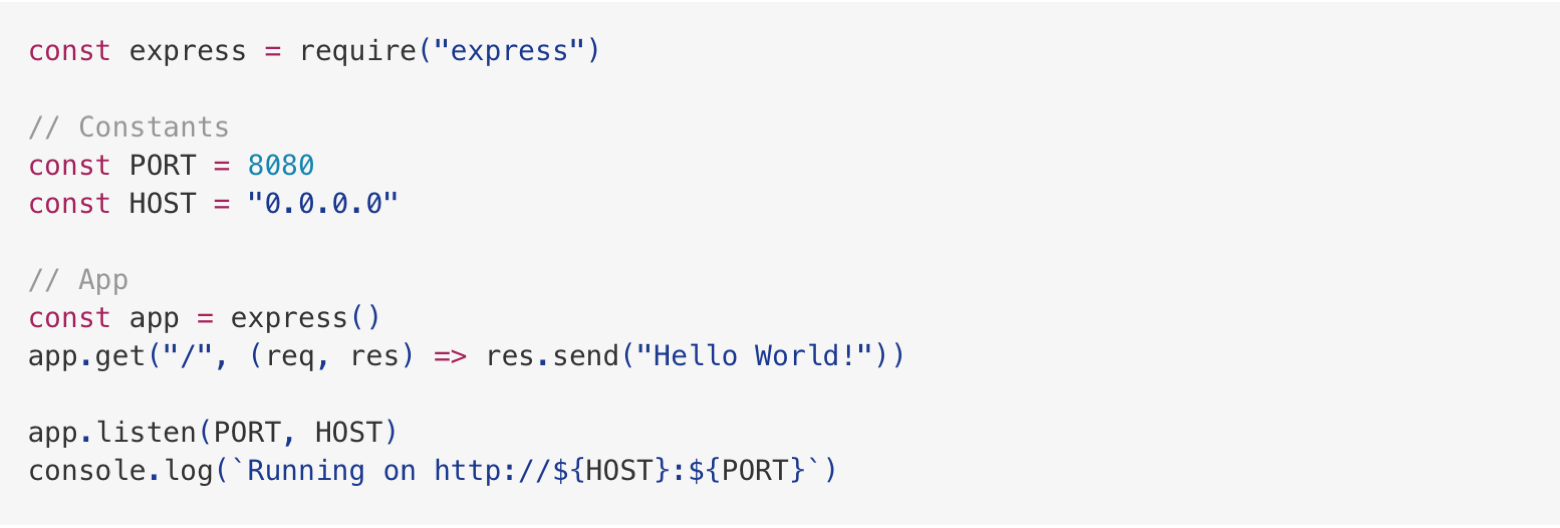 const express = require("express")
// Constants
const PORT = 8080
const HOST = "0.0.0.0"
// App
const app = express()
app.get("/", (req, res) => res.send("Hello World!"))
app.listen(PORT, HOST)
console.log(`Running on http://${HOST}:${PORT}`)